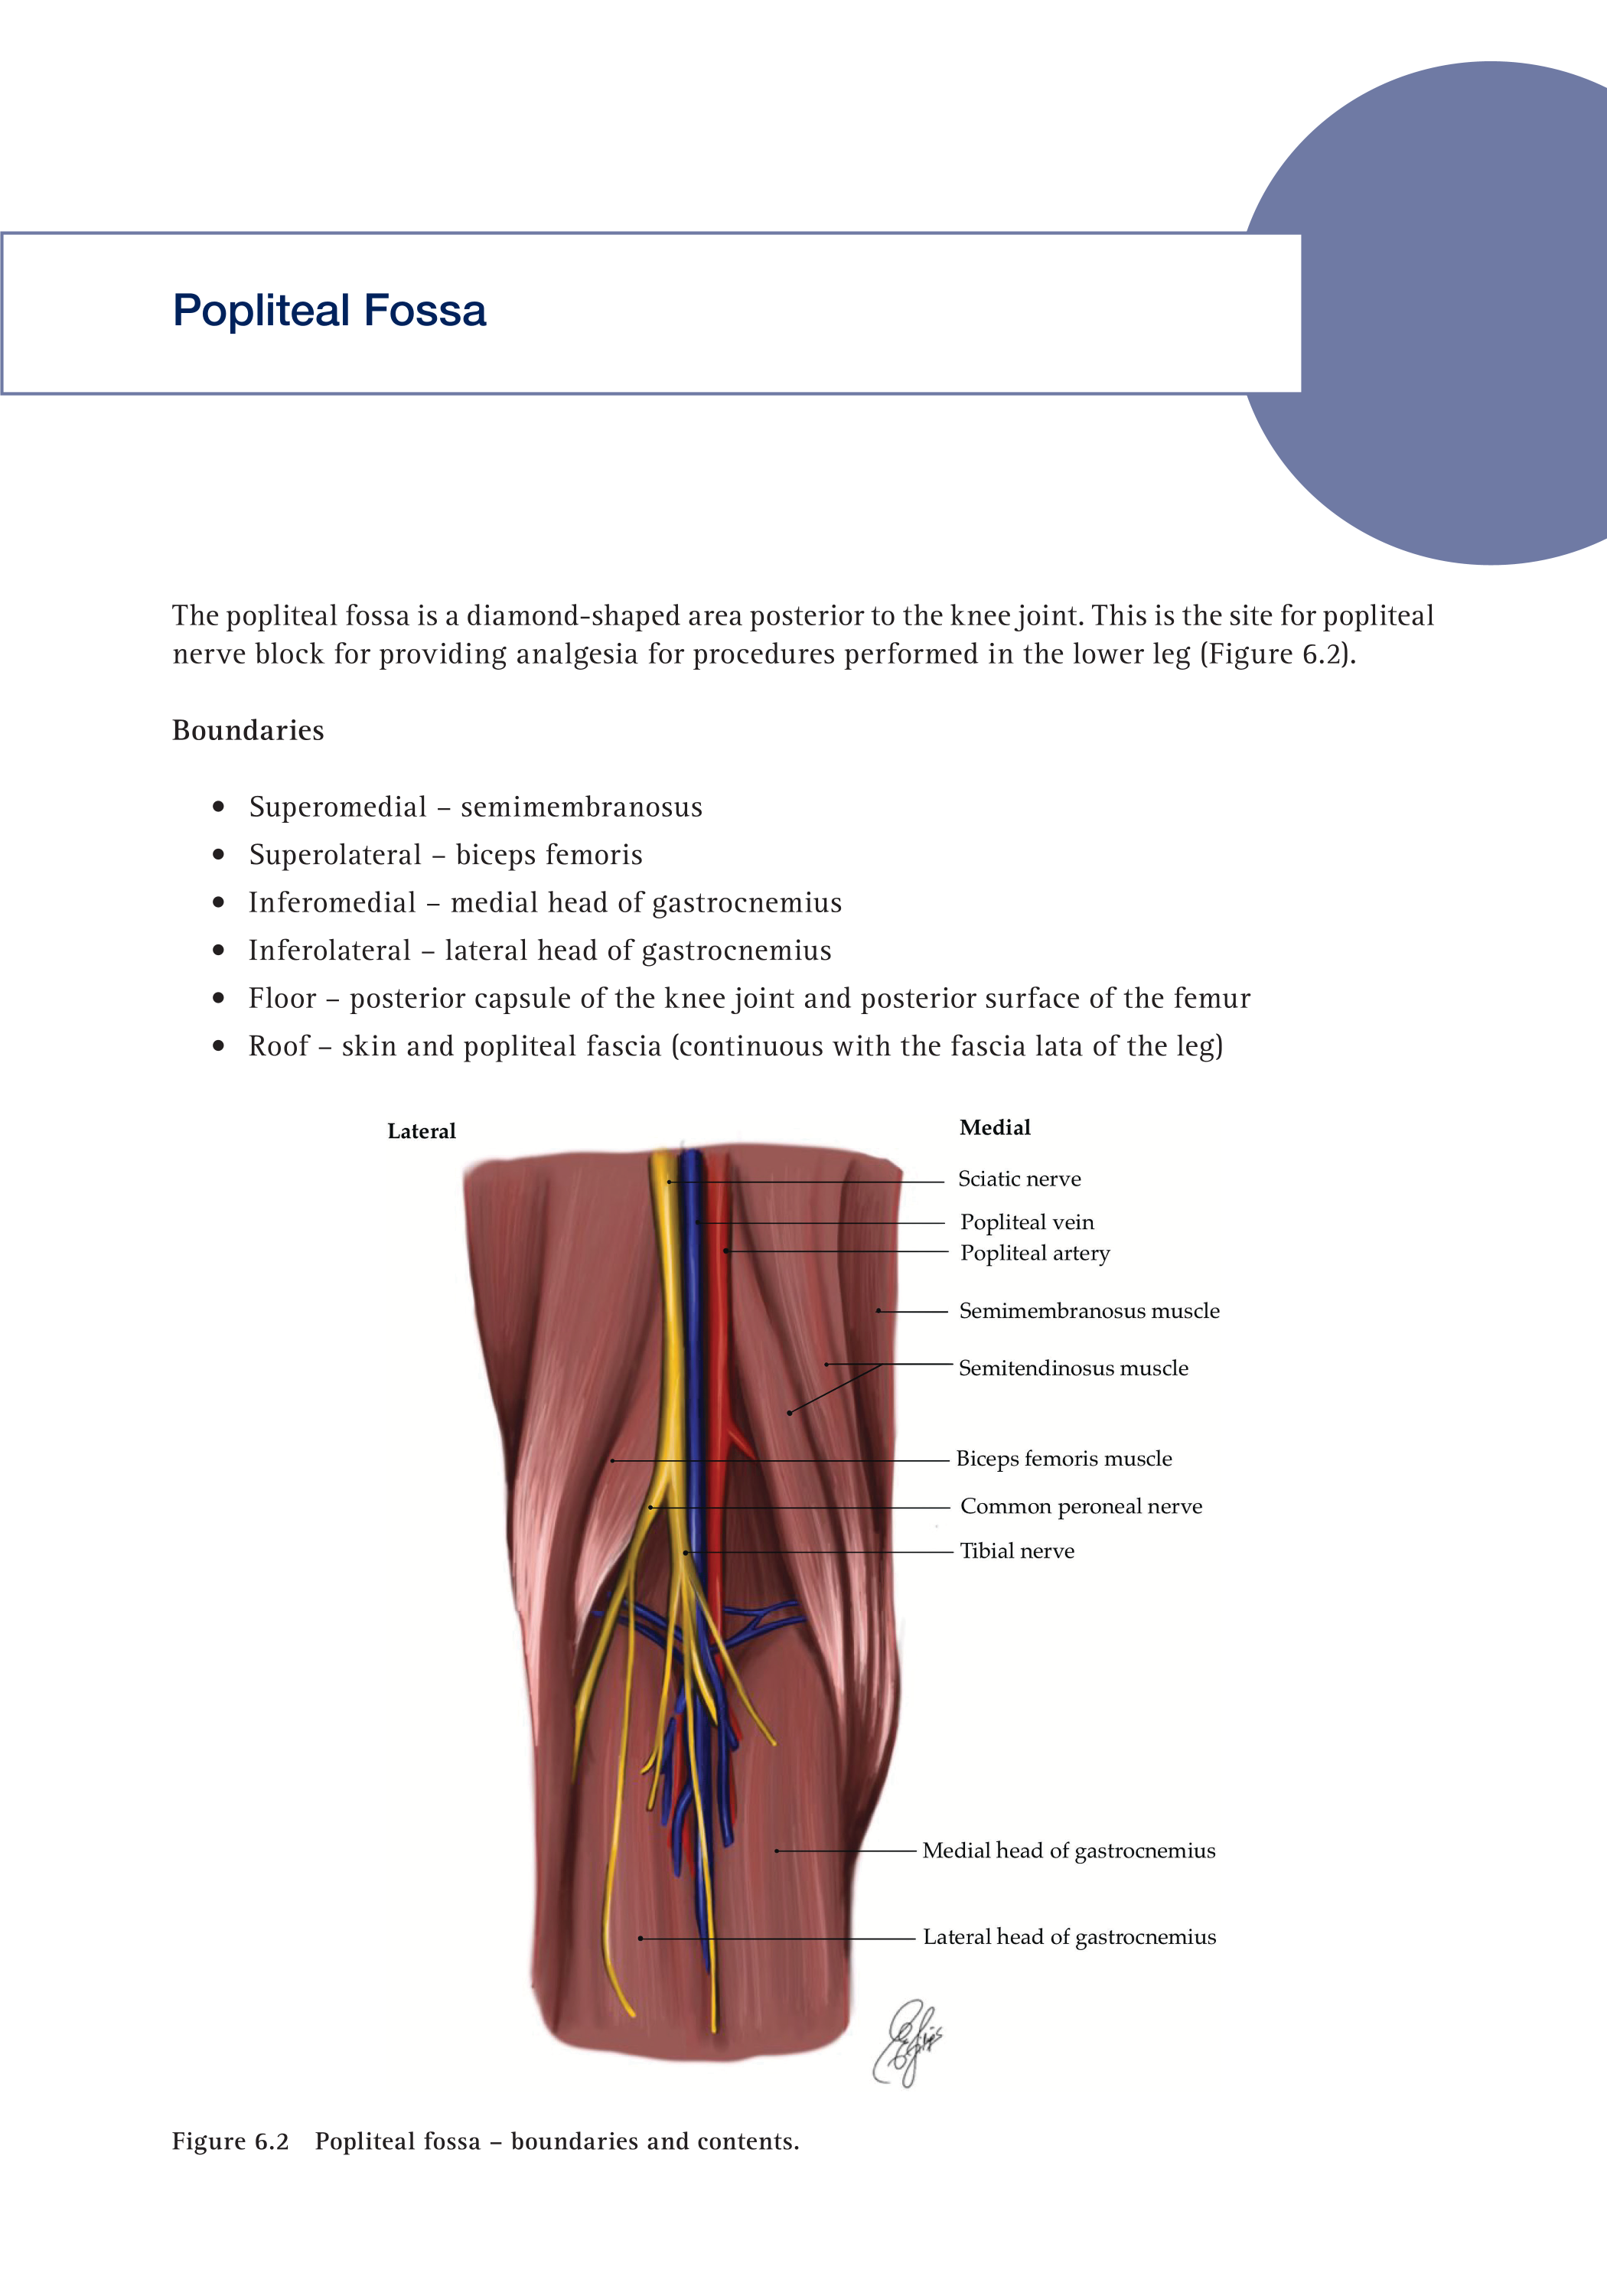 Popliteal Fossa
The popliteal fossa is a diamond-shaped area posterior to the knee joint. This is the site for popliteal
nerve block for providing analgesia for procedures performed in the lower leg (Figure 6.2).
Boundaries
• Superomedial – semimembranosus
• Superolateral – biceps femoris
• Inferomedial – medial head of gastrocnemius
• Inferolateral – lateral head of gastrocnemius
• Floor – posterior capsule of the knee joint and posterior surface of the femur
• Roof – skin and popliteal fascia (continuous with the fascia lata of the leg)
Lateral
Medial
Sciatic nerve
Popliteal vein
Popliteal artery
Semimembranosus muscle
Semitendinosus muscle
Biceps femoris muscle
Common peroneal nerve
Tibial nerve
Medial head of gastrocnemius
Lateral head of gastrocnemius
Figure 6.2 Popliteal fossa – boundaries and contents.